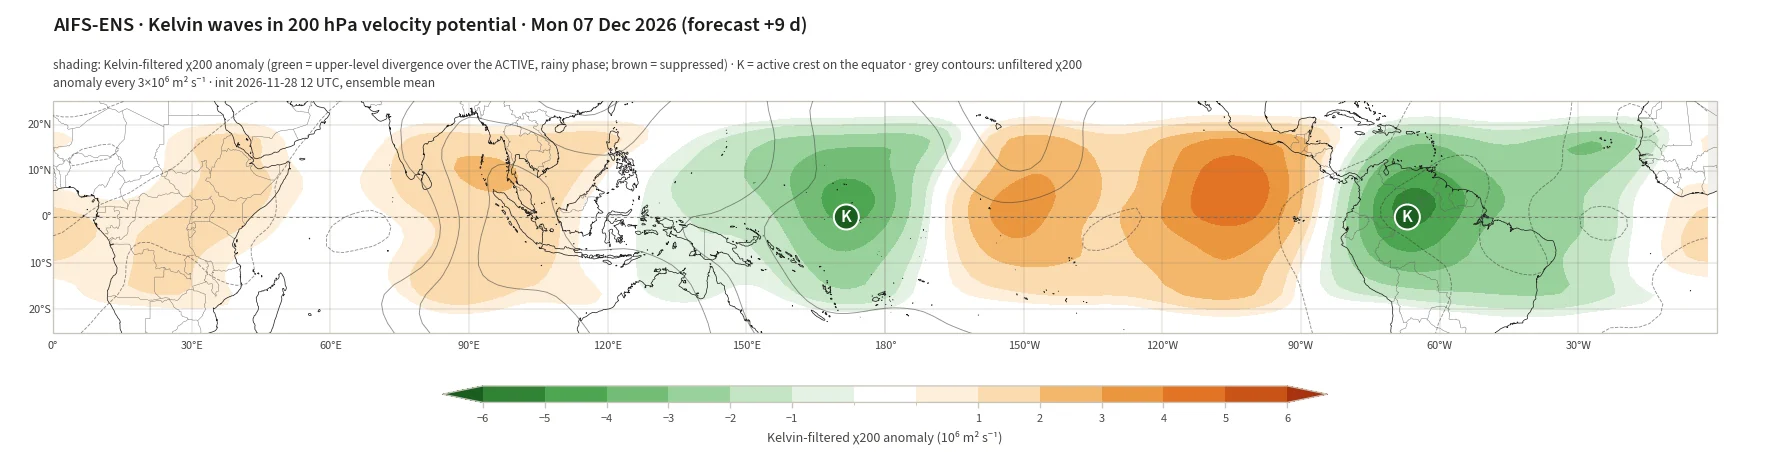 AIFS-ENS · Kelvin waves in 200 hPa velocity potential · Mon 07 Dec 2026 (forecast +9 d)
shading: Kelvin-filtered χ200 anomaly (green = upper-level divergence over the ACTIVE, rainy phase; brown = suppressed) · K = active crest on the equator · grey contours: unfiltered χ200
anomaly every 3×10⁶ m² s⁻¹ · init 2026-11-28 12 UTC, ensemble mean
20°N
10°N
0°
10°S
20°S
K K
0° 30°E 60°E 90°E 120°E 150°E 180° 150°W 120°W 90°W 60°W 30°W
−6 −5 −4 −3 −2 −1 1 2 3 4 5 6
Kelvin-filtered χ200 anomaly (10⁶ m² s⁻¹)